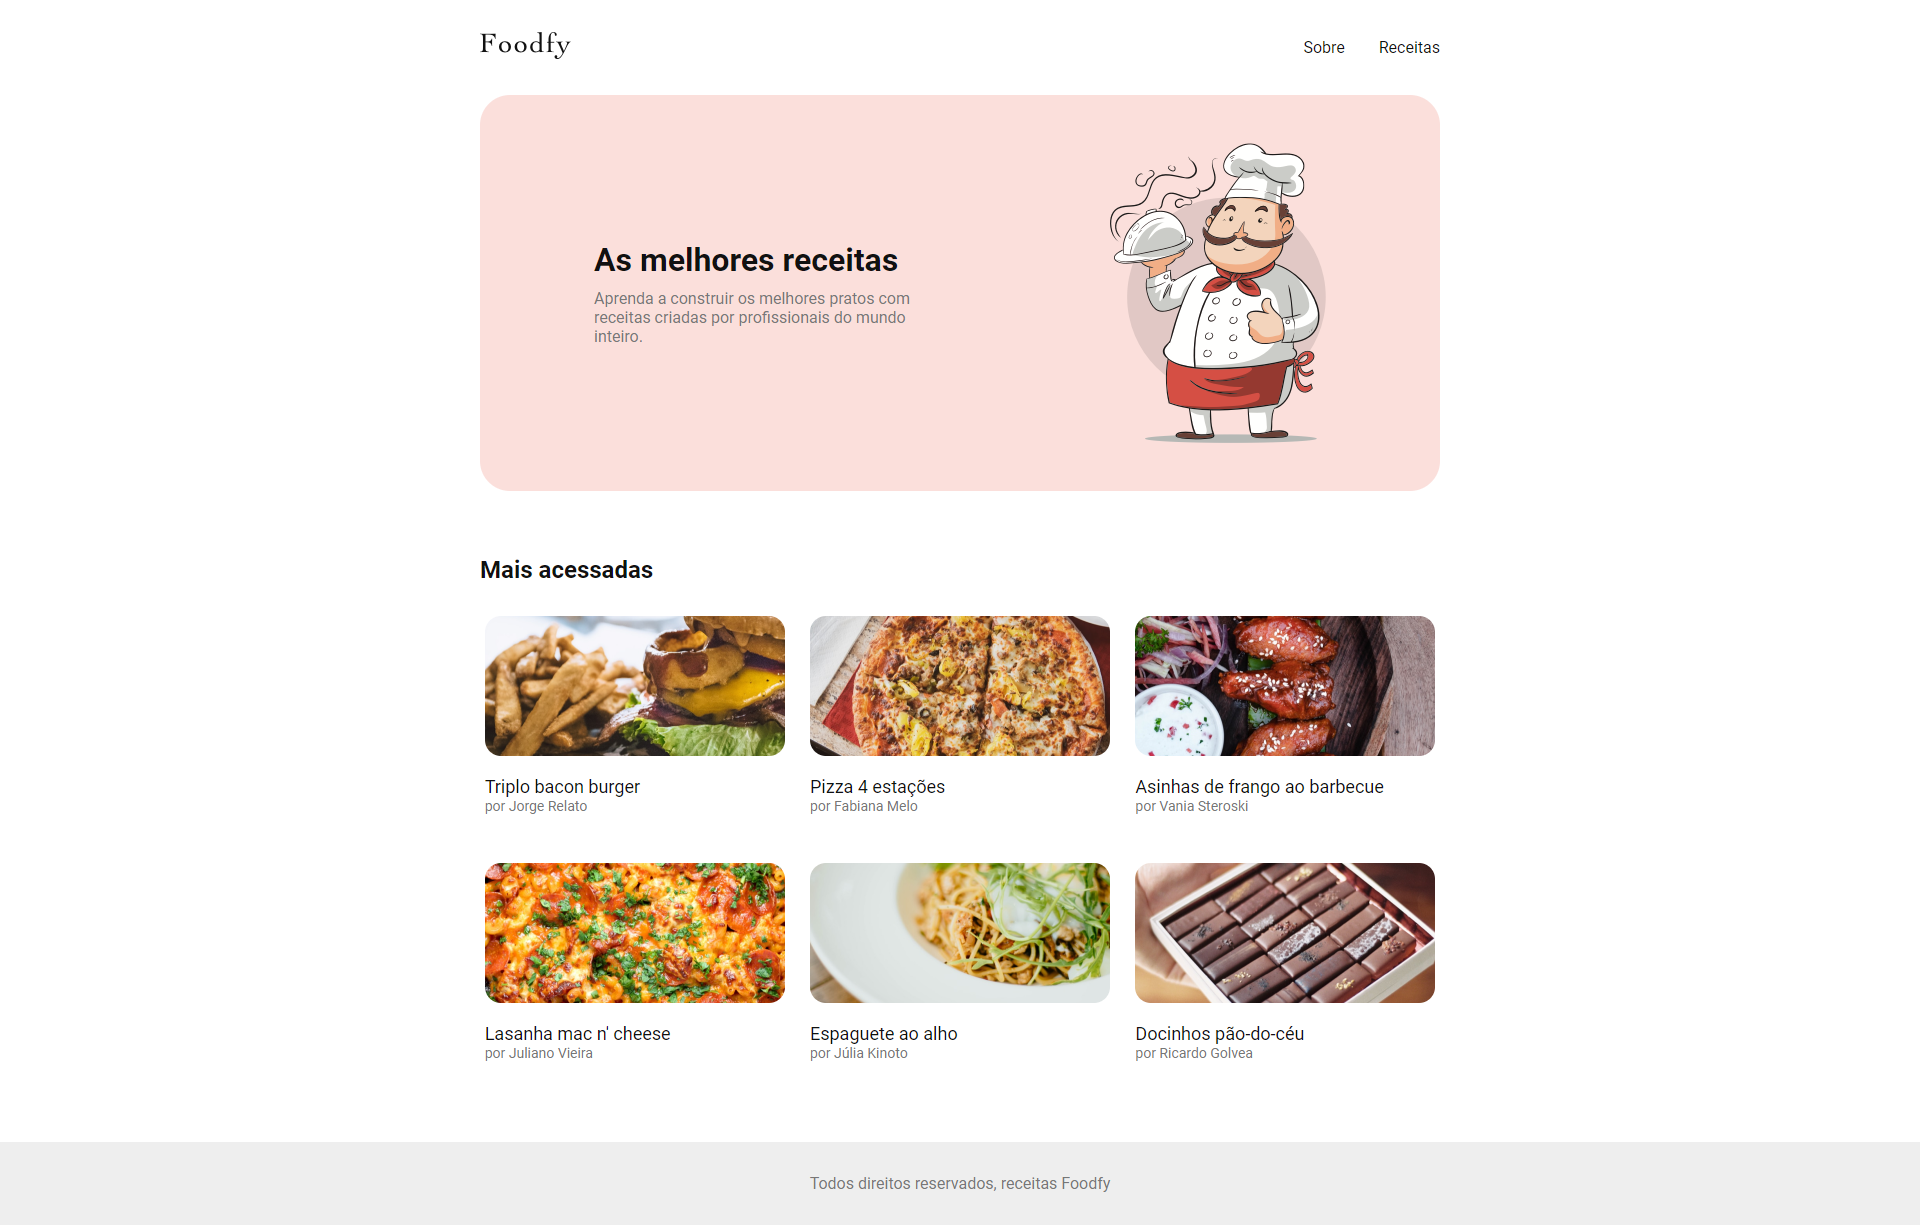 Foodfy
Sobre
Receitas
As melhores receitas
Aprenda a construir os melhores pratos com
receitas criadas por profissionais do mundo
inteiro.
Mais acessadas
Triplo bacon burger
por Jorge Relato
Pizza 4 estações
por Fabiana Melo
Asinhas de frango ao barbecue
por Vania Steroski
Lasanha mac n' cheese
por Juliano Vieira
Espaguete ao alho
por Júlia Kinoto
Docinhos pão-do-céu
por Ricardo Golvea
Todos direitos reservados, receitas Foodfy